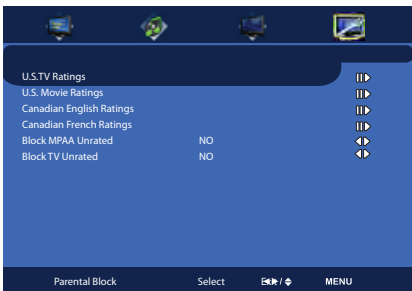 U.S.TV Ratings
U.S. Movie Ratings
Canadian English Ratings
Canadian French Ratings
Block MPAA Unrated NO
Block TV Unrated NO
Parental Block Select / MENU